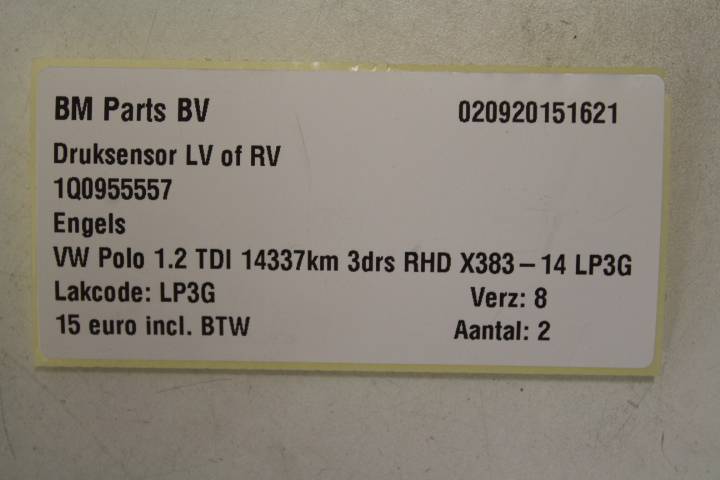 BM Parts BV 020920151621
Druksensor LV of RV
1Q0955557
Engels
VW Polo 1.2 TDI 14337km 3drs RHD X383-14 LP3G
Lakcode: LP3G Verz: 8
15 euro incl. BTW Aantal: 2